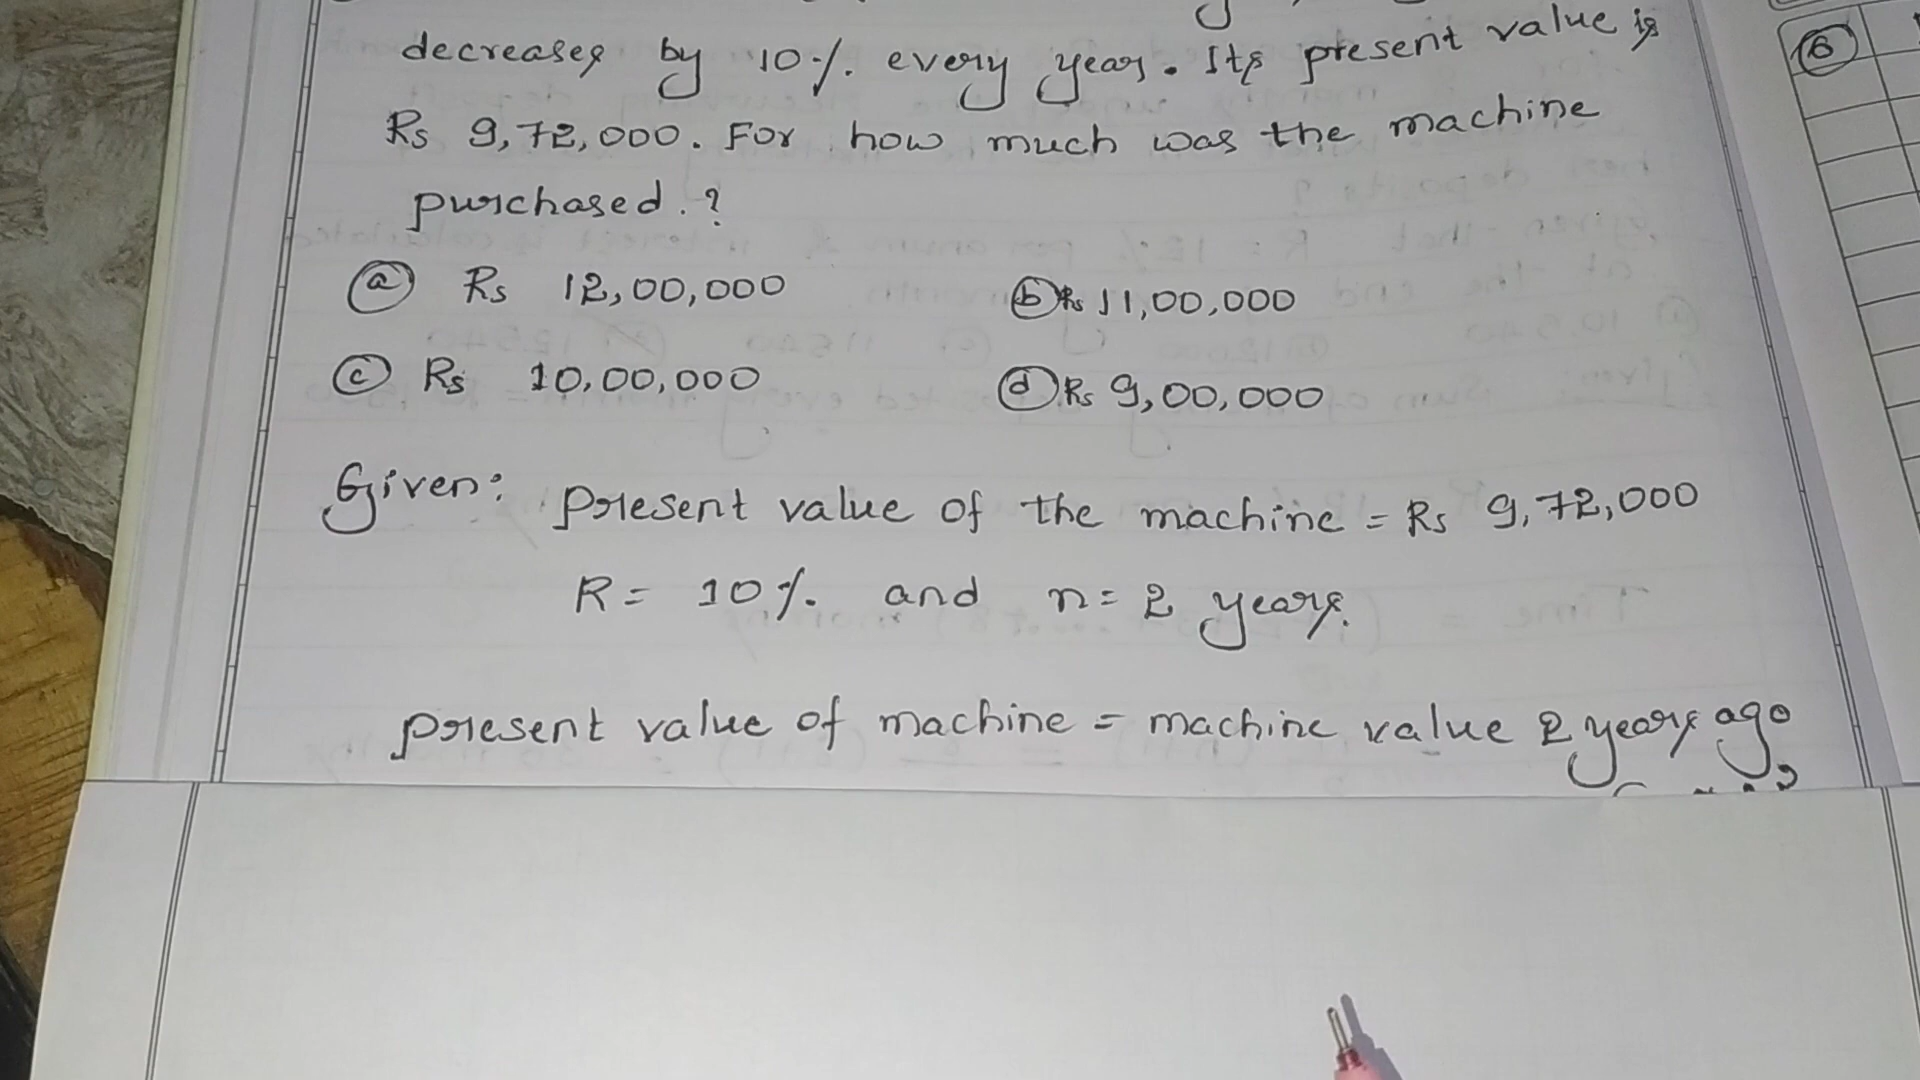 decreases by 10%. every year. Its present value is
Rs 9,72,000. For how much was the machine
purchased.?
(a) Rs 12,00,000
(b) Rs 11,00,000
(c) Rs 10,00,000
(d) Rs 9,00,000
Given: present value of the machine = Rs 9,72,000
R = 10%. and n = 2 years.
present value of machine = machine value 2 years ago
6